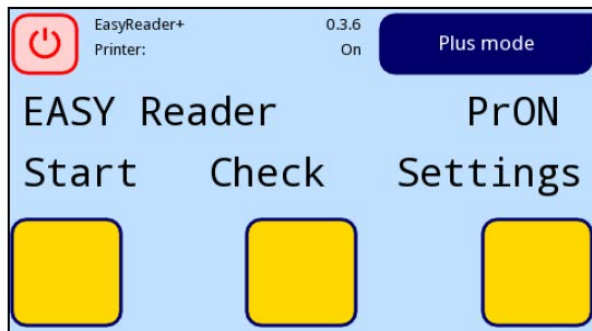 EasyReader+ 0.3.6
Printer: On
Plus mode
EASY Reader PrON
Start Check Settings